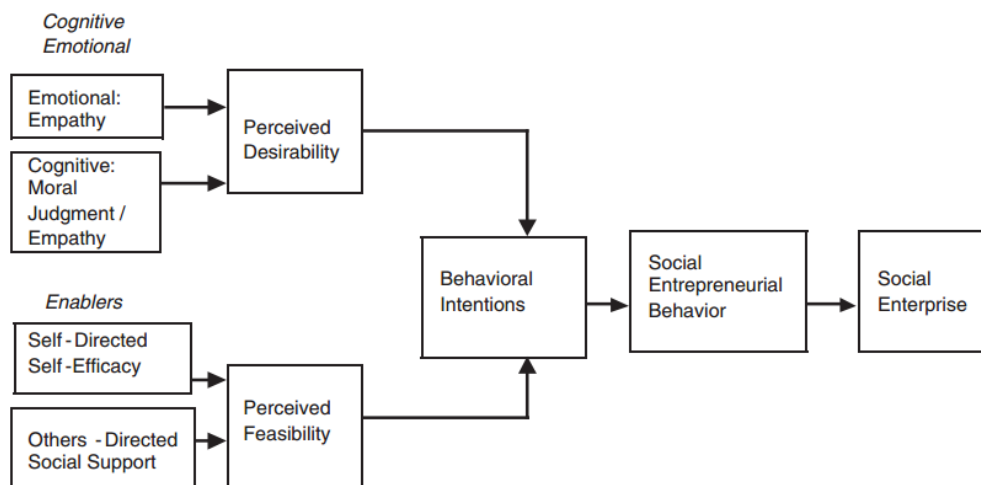 Cognitive
Emotional
Emotional:
Empathy
Cognitive:
Moral
Judgment /
Empathy
Perceived
Desirability
Enablers
Self-Directed
Self-Efficacy
Others - Directed
Social Support
Perceived
Feasibility
Behavioral
Intentions
Social
Entrepreneurial
Behavior
Social
Enterprise